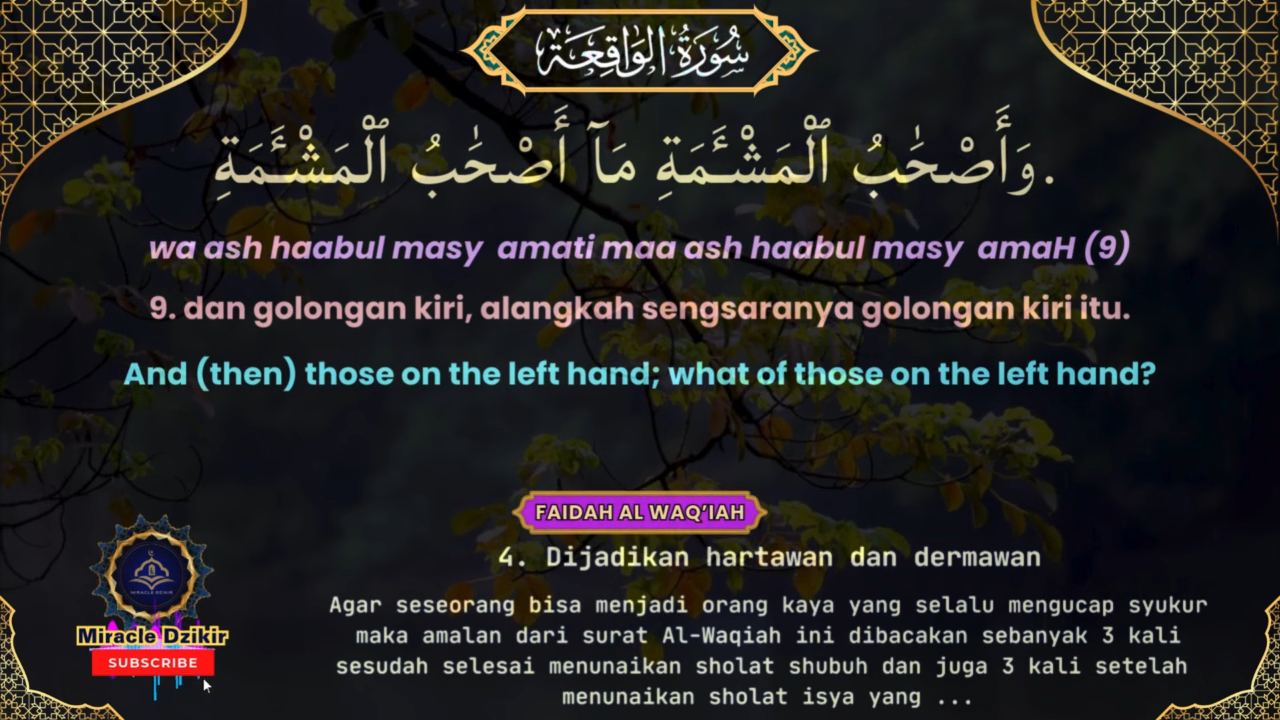 سُورَةُ الوَاقِعَة
وَأَصْحَٰبُ ٱلْمَشْـَٔمَةِ مَآ أَصْحَٰبُ ٱلْمَشْـَٔمَةِ.
wa ash haabul masy amati maa ash haabul masy amaH (9)
9. dan golongan kiri, alangkah sengsaranya golongan kiri itu.
And (then) those on the left hand; what of those on the left hand?
FAIDAH AL WAQ'IAH
4. Dijadikan hartawan dan dermawan
Agar seseorang bisa menjadi orang kaya yang selalu mengucap syukur
maka amalan dari surat Al-Waqiah ini dibacakan sebanyak 3 kali
sesudah selesai menunaikan sholat shubuh dan juga 3 kali setelah
menunaikan sholat isya yang ...
MIRACLE DZIKIR
Miracle Dzikir
SUBSCRIBE